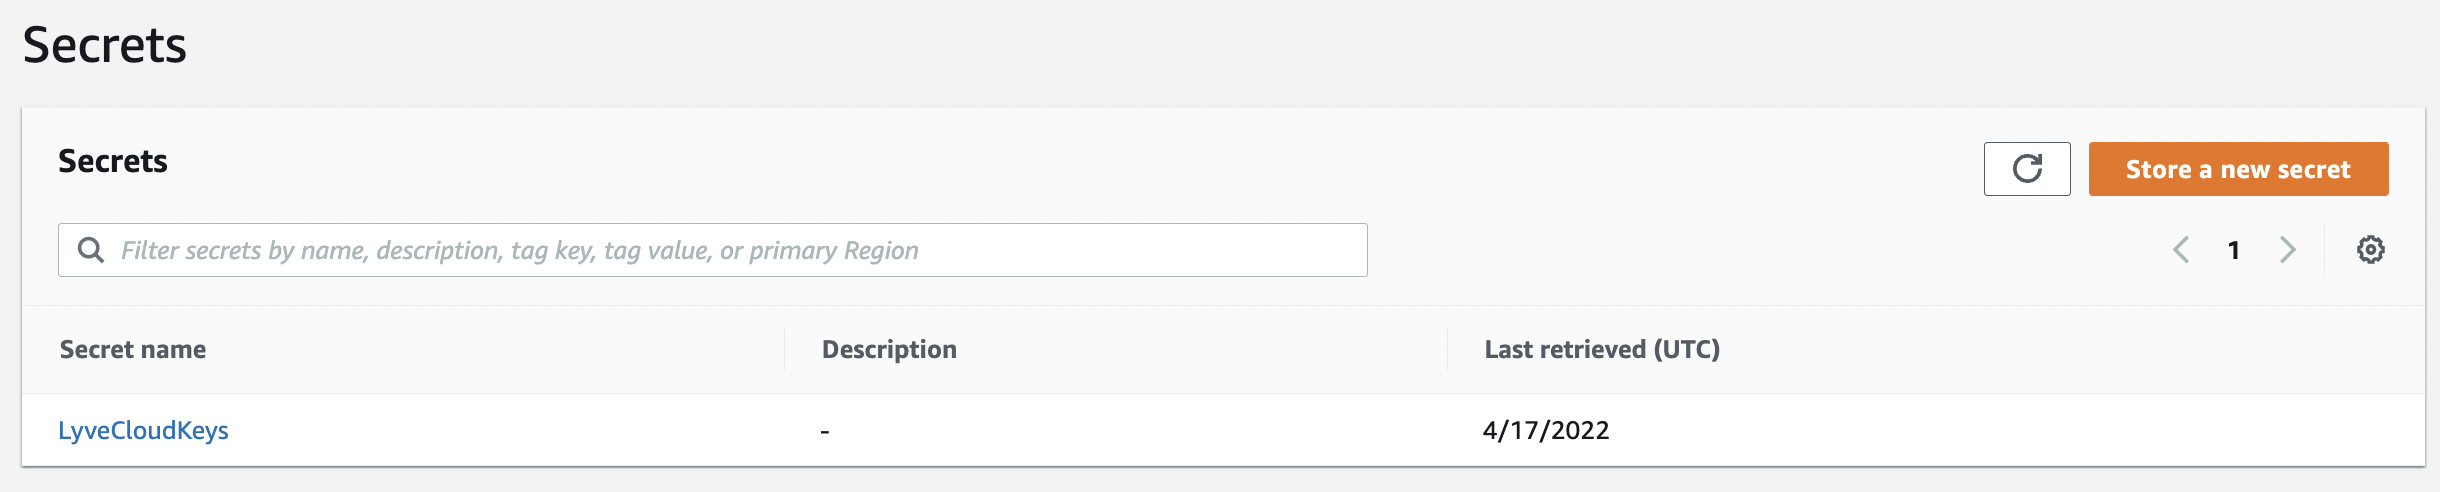 Secrets
Secrets
Store a new secret
Filter secrets by name, description, tag key, tag value, or primary Region
1
Secret name Description Last retrieved (UTC)
LyveCloudKeys - 4/17/2022